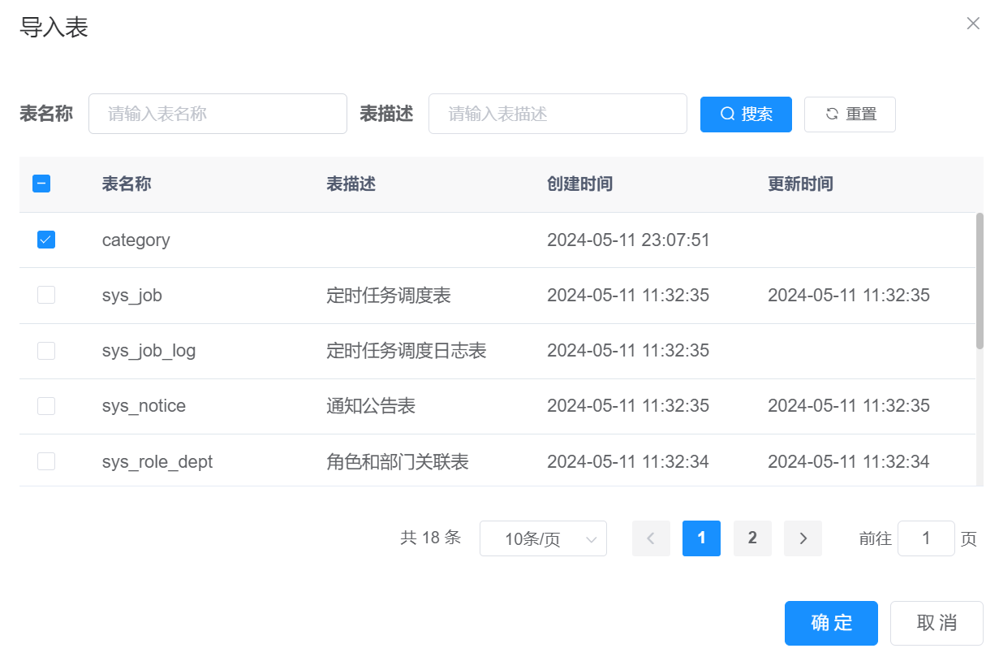 导入表
表名称 请输入表名称 表描述 请输入表描述 搜索 重置
表名称 表描述 创建时间 更新时间
category 2024-05-11 23:07:51
sys_job 定时任务调度表 2024-05-11 11:32:35 2024-05-11 11:32:35
sys_job_log 定时任务调度日志表 2024-05-11 11:32:35
sys_notice 通知公告表 2024-05-11 11:32:35 2024-05-11 11:32:35
sys_role_dept 角色和部门关联表 2024-05-11 11:32:34 2024-05-11 11:32:34
共 18 条 10条/页 1 2 前往 1 页
确 定 取 消